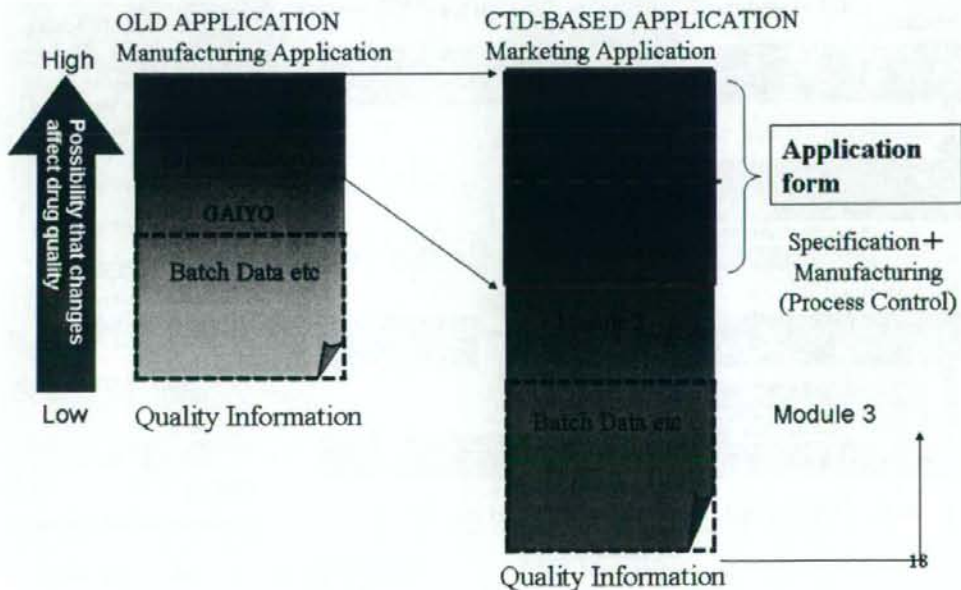 OLD APPLICATION
Manufacturing Application
CTD-BASED APPLICATION
Marketing Application
High
Possibility that changes
affect drug quality
Low
GAIYO
Batch Data etc
Quality Information
Application
form
Specification+
Manufacturing
(Process Control)
Batch Data etc
Module 3
Quality Information
18